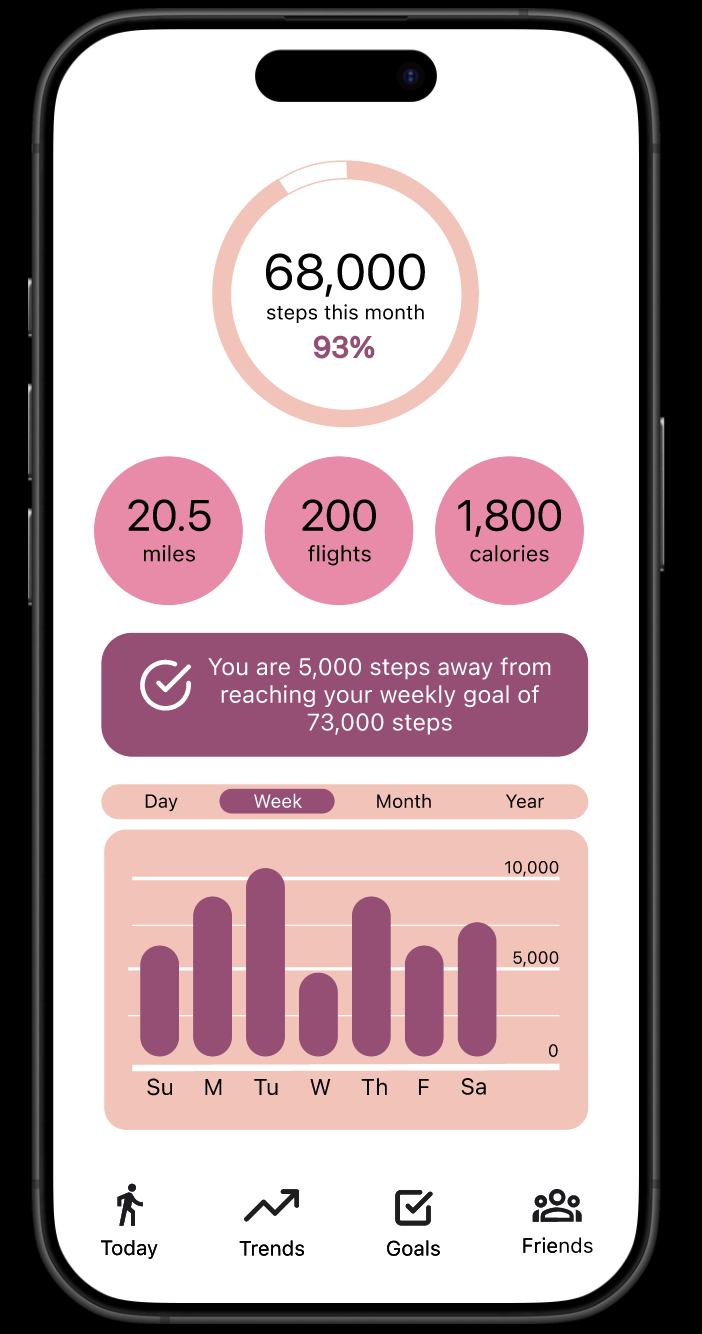 68,000
steps this month
93%
20.5
miles
200
flights
1,800
calories
You are 5,000 steps away from
reaching your weekly goal of
73,000 steps
Day Week Month Year
10,000
5,000
0
Su M Tu W Th F Sa
Today Trends Goals Friends